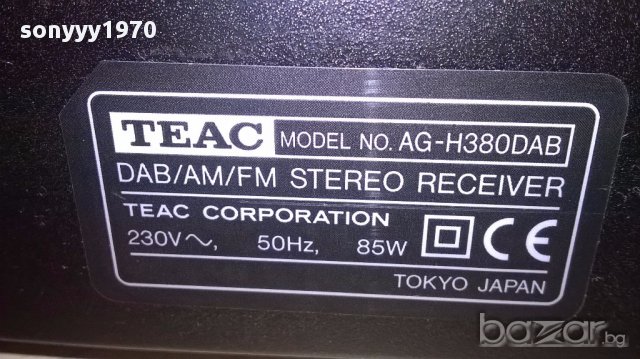 sonyyy1970
TEAC MODEL NO. AG-H380DAB
DAB/AM/FM STEREO RECEIVER
TEAC CORPORATION
230V∿, 50Hz, 85W CE
TOKYO JAPAN
bazar.bg